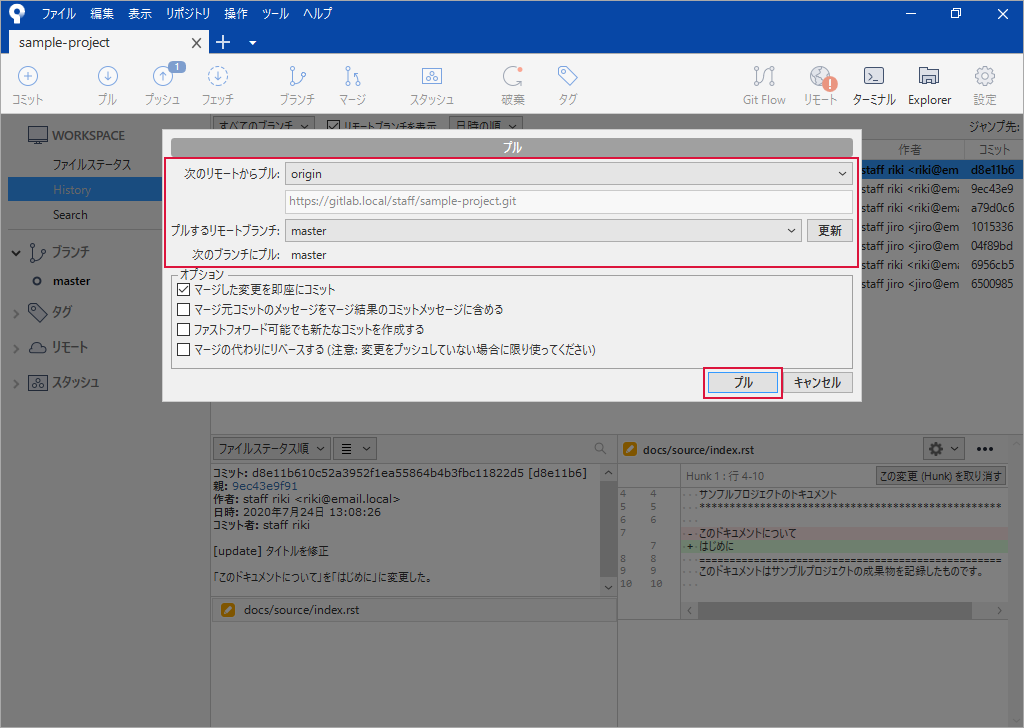 ファイル 編集 表示 リポジトリ 操作 ツール ヘルプ
sample-project
1
コミット プル プッシュ フェッチ ブランチ マージ スタッシュ 破棄 タグ Git Flow リモート ターミナル Explorer 設定
WORKSPACE
ファイルステータス
History
Search
ブランチ
master
タグ
リモート
スタッシュ
すべてのブランチ リモートブランチを表示 日時の順 ジャンプ先:
作者 コミット
staff riki <riki@em d8e11b6
staff riki <riki@em 9ec43e9
staff riki <riki@em a79d0c6
staff jiro <jiro@em 1015336
staff jiro <jiro@em 04f89bd
staff jiro <jiro@em 6956cb5
staff jiro <jiro@em 6500985
プル
次のリモートからプル: origin
https://gitlab.local/staff/sample-project.git
プルするリモートブランチ: master 更新
次のブランチにプル: master
オプション
マージした変更を即座にコミット
マージ元コミットのメッセージをマージ結果のコミットメッセージに含める
ファストフォワード可能でも新たなコミットを作成する
マージの代わりにリベースする (注意: 変更をプッシュしていない場合に限り使ってください)
プル キャンセル
ファイルステータス順
コミット: d8e11b610c52a3952f1ea55864b4b3fbc11822d5 [d8e11b6]
親: 9ec43e9f91
作者: staff riki <riki@email.local>
日時: 2020年7月24日 13:08:26
コミット者: staff riki
[update] タイトルを修正
「このドキュメントについて」を「はじめに」に変更した。
docs/source/index.rst
docs/source/index.rst
Hunk 1 : 行 4-10 この変更 (Hunk) を取り消す
4 4 サンプルプロジェクトのドキュメント
5 5 **************************************************
6 6
7 - このドキュメントについて
7 + はじめに
8 8 ==================================================
9 9 このドキュメントはサンプルプロジェクトの成果物を記録したものです。
10 10